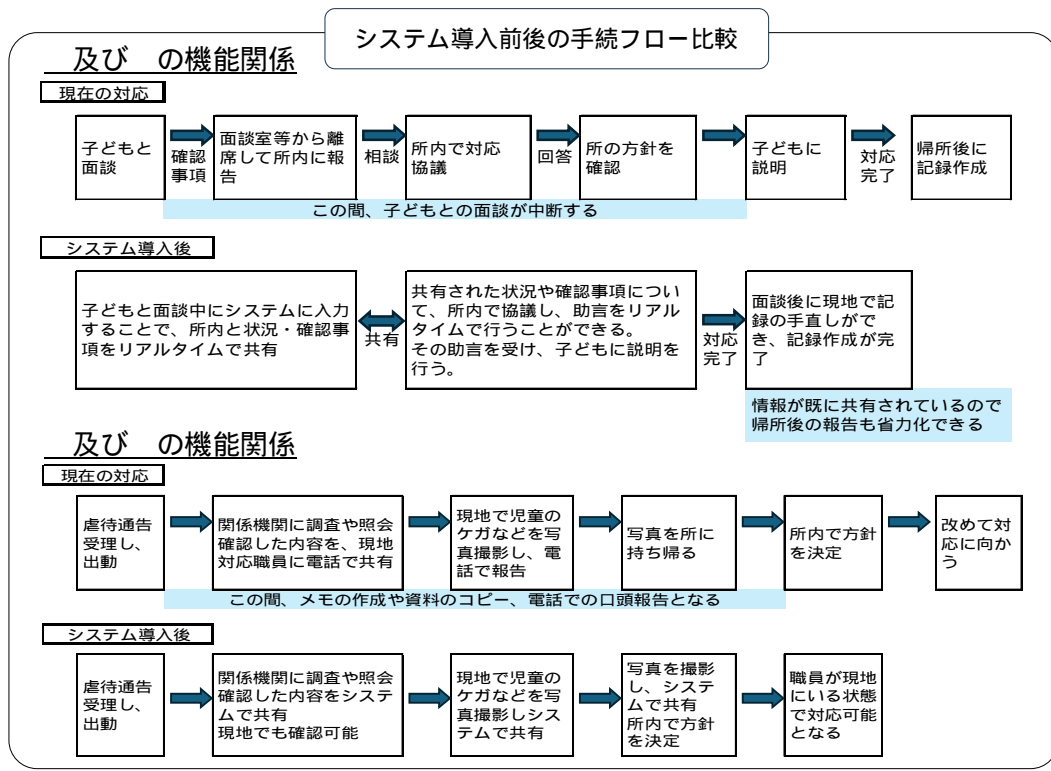 システム導入前後の手続フロー比較
及び　の機能関係
現在の対応
子どもと
面談
確認
事項
面談室等から離
席して所内に報
告
相談
所内で対応
協議
回答
所の方針を
確認
子どもに
説明
対応
完了
帰所後に
記録作成
この間、子どもとの面談が中断する
システム導入後
子どもと面談中にシステムに入力
することで、所内と状況・確認事
項をリアルタイムで共有
共有
共有された状況や確認事項につい
て、所内で協議し、助言をリアル
タイムで行うことができる。
その助言を受け、子どもに説明を
行う。
対応
完了
面談後に現地で記
録の手直しがで
き、記録作成が完
了
情報が既に共有されているので
帰所後の報告も省力化できる
及び　の機能関係
現在の対応
虐待通告
受理し、
出動
関係機関に調査や照会
確認した内容を、現地
対応職員に電話で共有
現地で児童の
ケガなどを写
真撮影し、電
話で報告
写真を所に
持ち帰る
所内で方針
を決定
改めて対
応に向か
う
この間、メモの作成や資料のコピー、電話での口頭報告となる
システム導入後
虐待通告
受理し、
出動
関係機関に調査や照会
確認した内容をシステ
ムで共有
現地でも確認可能
現地で児童の
ケガなどを写
真撮影しシス
テムで共有
写真を撮影
し、システ
ムで共有
所内で方針
を決定
職員が現地
にいる状態
で対応可能
となる